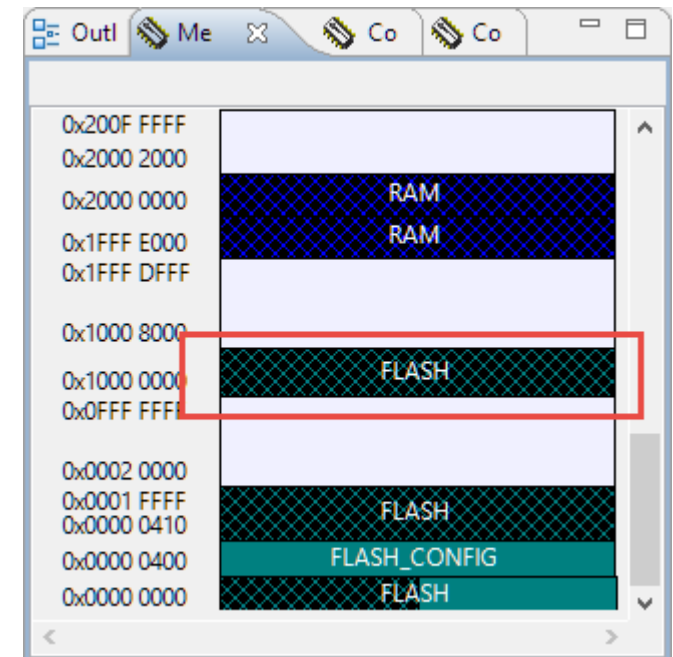 Outl Me Co Co
0x200F FFFF
0x2000 2000
0x2000 0000 RAM
0x1FFF E000 RAM
0x1FFF DFFF
0x1000 8000
0x1000 0000 FLASH
0x0FFF FFFF
0x0002 0000
0x0001 FFFF
0x0000 0410 FLASH
0x0000 0400 FLASH_CONFIG
0x0000 0000 FLASH